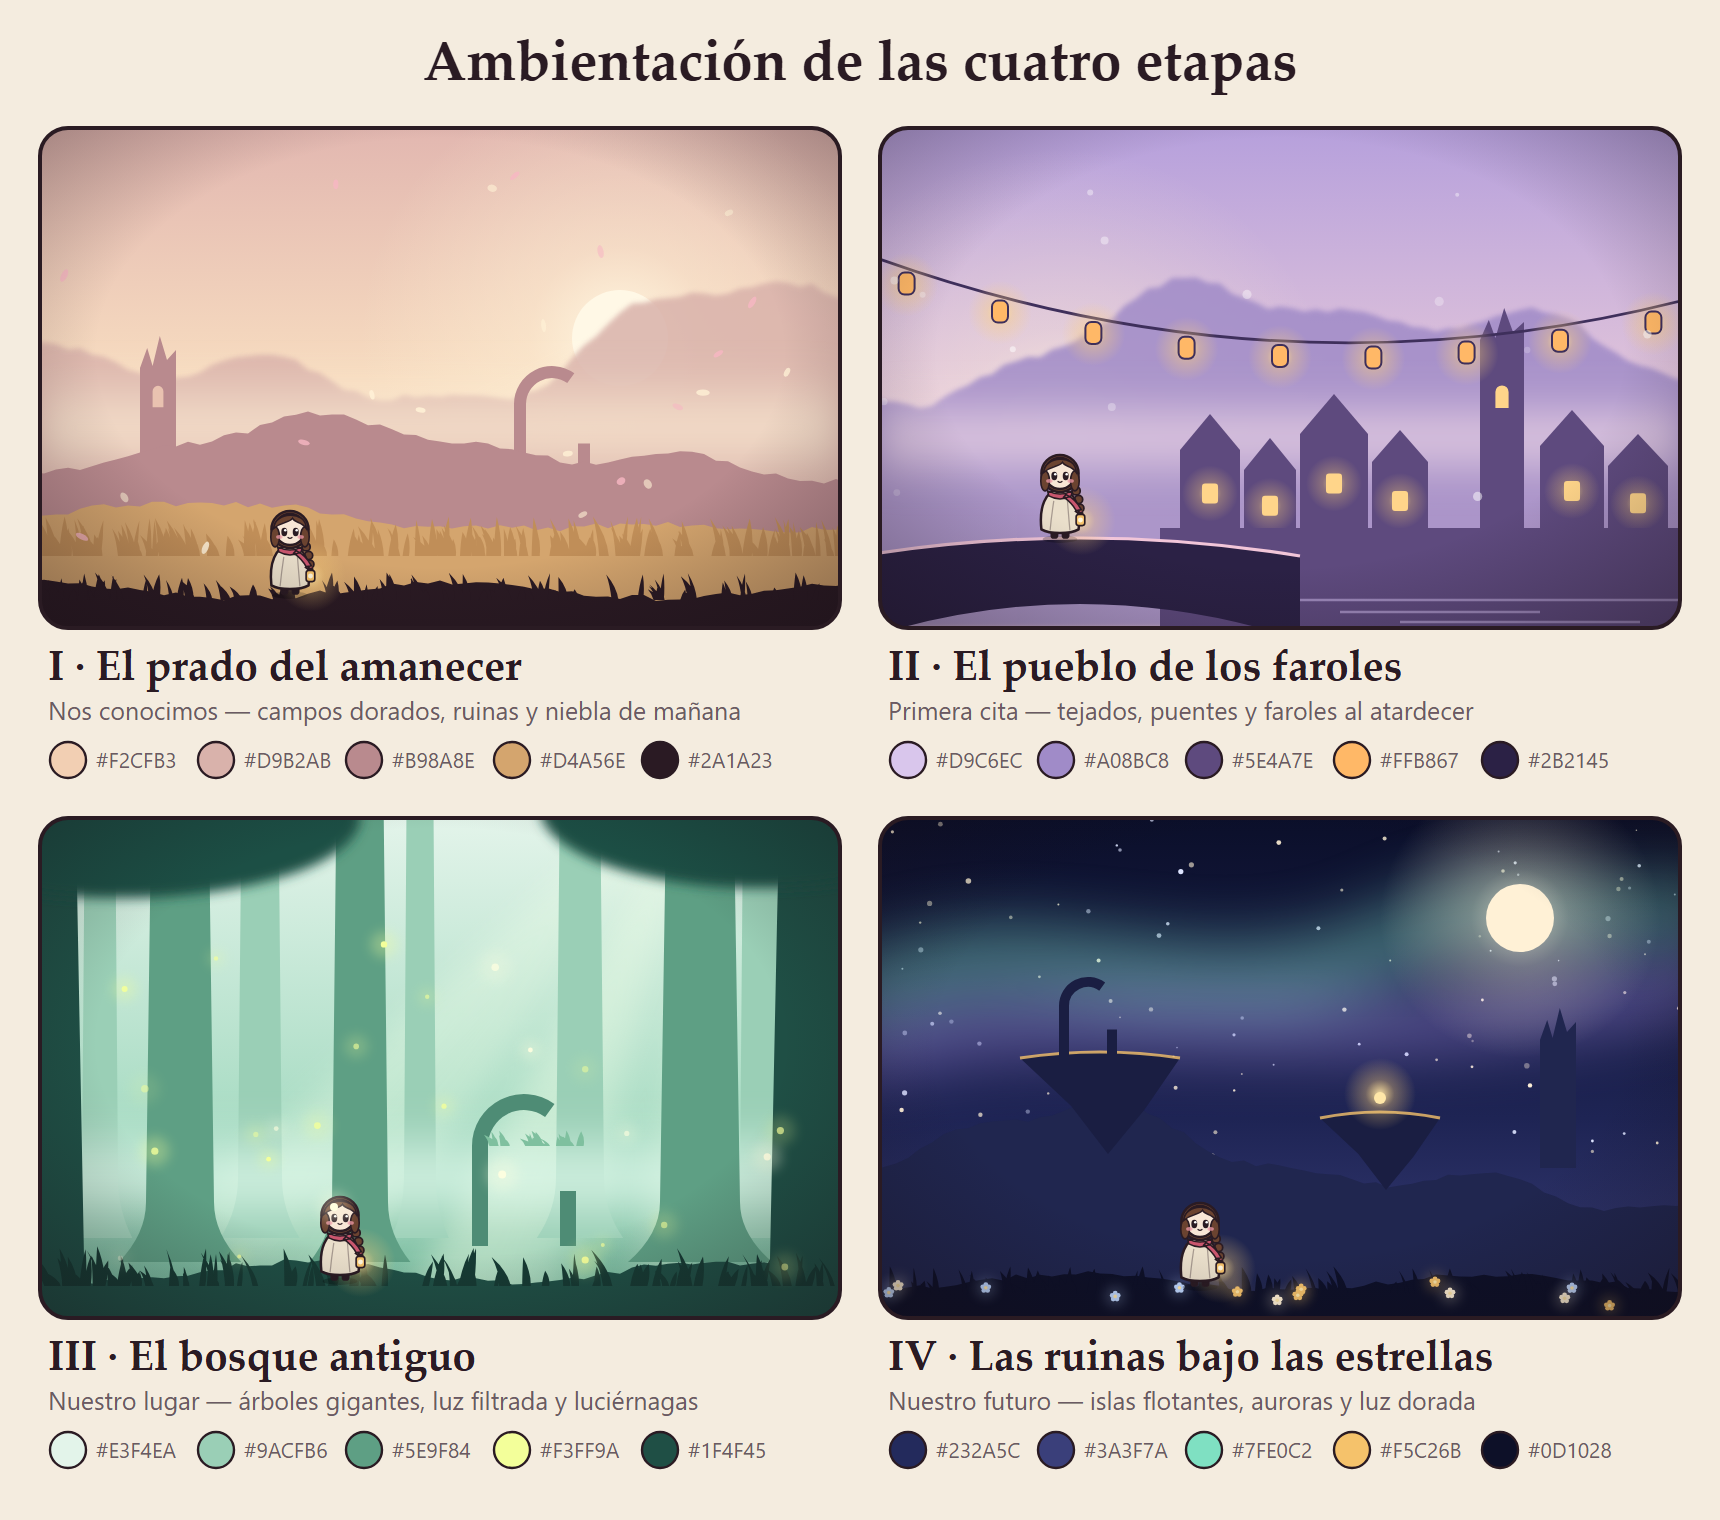 Ambientación de las cuatro etapas
I · El prado del amanecer
Nos conocimos — campos dorados, ruinas y niebla de mañana
#F2CFB3 #D9B2AB #B98A8E #D4A56E #2A1A23
II · El pueblo de los faroles
Primera cita — tejados, puentes y faroles al atardecer
#D9C6EC #A08BC8 #5E4A7E #FFB867 #2B2145
III · El bosque antiguo
Nuestro lugar — árboles gigantes, luz filtrada y luciérnagas
#E3F4EA #9ACFB6 #5E9F84 #F3FF9A #1F4F45
IV · Las ruinas bajo las estrellas
Nuestro futuro — islas flotantes, auroras y luz dorada
#232A5C #3A3F7A #7FE0C2 #F5C26B #0D1028